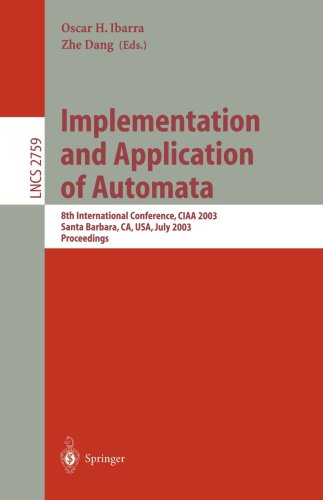 Oscar H. Ibarra
Zhe Dang (Eds.)
LNCS 2759
Implementation
and Application
of Automata
8th International Conference, CIAA 2003
Santa Barbara, CA, USA, July 2003
Proceedings
Springer